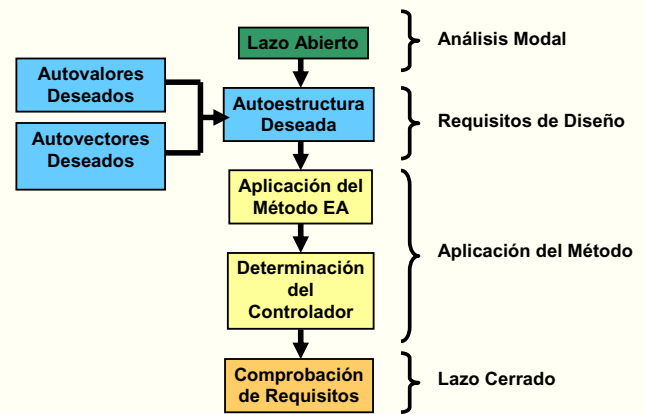 Lazo Abierto
Análisis Modal
Autovalores
Deseados
Autovectores
Deseados
Autoestructura
Deseada
Requisitos de Diseño
Aplicación del
Método EA
Determinación
del
Controlador
Aplicación del Método
Comprobación
de Requisitos
Lazo Cerrado